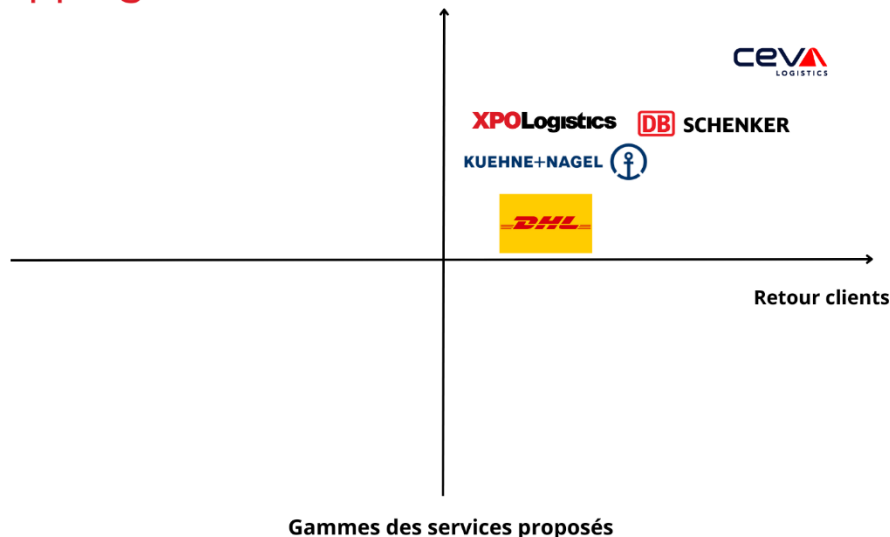 ceva
LOGISTICS
XPOLogistics
DB SCHENKER
KUEHNE+NAGEL
DHL
Retour clients
Gammes des services proposés